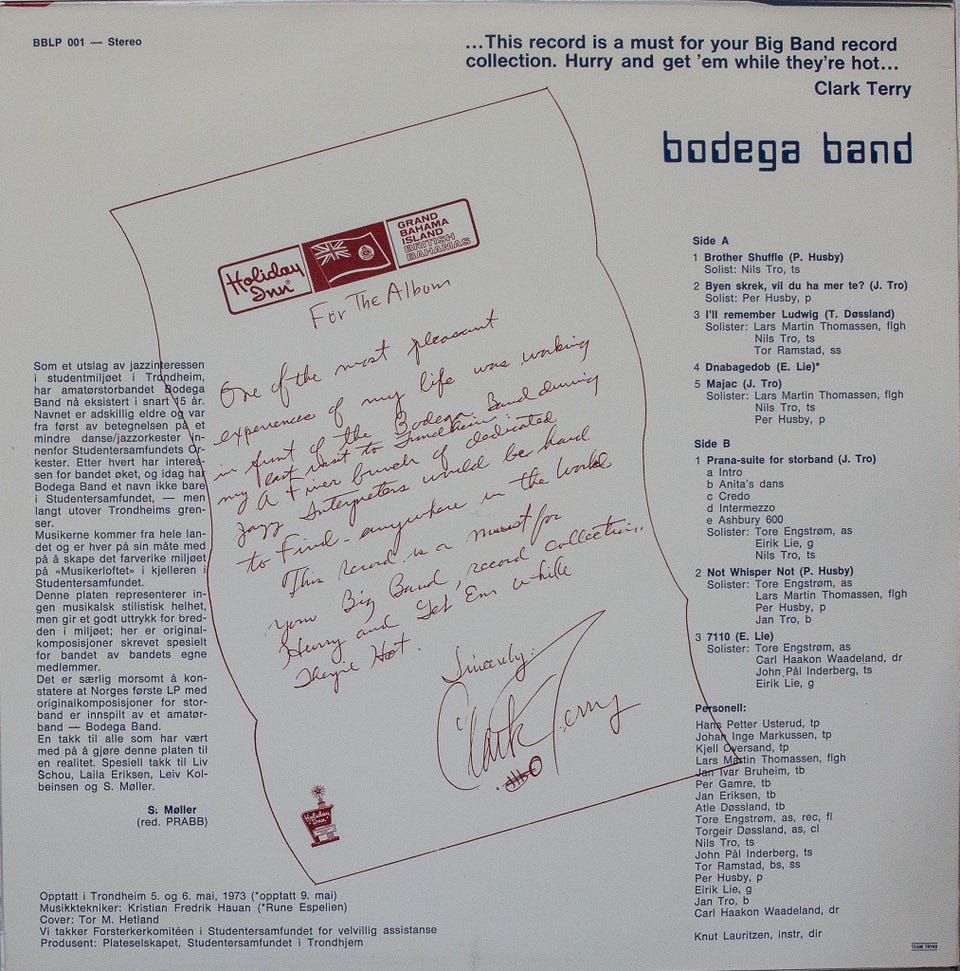 BBLP 001 — Stereo
...This record is a must for your Big Band record
collection. Hurry and get 'em while they're hot...
Clark Terry
bodega band
Holiday
Inn
GRAND
BAHAMA
ISLAND
BRITISH
BAHAMAS
For The Album
One of the most pleasant
experiences of my life was working
in front of the Bodega Band during
my last visit to Trondheim.
A finer bunch of dedicated
Jazz Interpreters would be hard
to Find - anywhere in the World
This record is a must for
your Big Band, record collection..
Hurry and Get 'Em while
They're Hot.
Sincerely:
Clark Terry
Holiday
Inn
Som et utslag av jazzinteressen
i studentmiljøet i Trondheim,
har amatørstorbandet Bodega
Band nå eksistert i snart 15 år.
Navnet er adskillig eldre og var
fra først av betegnelsen på et
mindre danse/jazzorkester in-
nenfor Studentersamfundets Or-
kester. Etter hvert har interes-
sen for bandet økt, og idag har
Bodega Band et navn ikke bare
i Studentersamfundet, — men
langt utover Trondheims gren-
ser.
Musikerne kommer fra hele lan-
det og er hver på sin måte med
på å skape det farverike miljøet
på «Musikerloftet» i kjelleren i
Studentersamfundet.
Denne platen representerer in-
gen musikalsk stilistisk helhet,
men gir et godt uttrykk for bred-
den i miljøet; her er original-
komposisjoner skrevet spesielt
for bandet av bandets egne
medlemmer.
Det er særlig morsomt å kon-
statere at Norges første LP med
originalkomposisjoner for stor-
band er innspilt av et amatør-
band — Bodega Band.
En takk til alle som har vært
med på å gjøre denne platen til
en realitet. Spesiell takk til Liv
Schou, Laila Eriksen, Leiv Kol-
beinsen og S. Møller.
S. Møller
(red. PRABB)
Opptatt i Trondheim 5. og 6. mai, 1973 (*opptatt 9. mai)
Musikktekniker: Kristian Fredrik Hauan (*Rune Espelien)
Cover: Tor M. Hetland
Vi takker Forsterkerkomitéen i Studentersamfundet for velvillig assistanse
Produsent: Plateselskapet, Studentersamfundet i Trondhjem
Side A
1 Brother Shuffle (P. Husby)
Solist: Nils Tro, ts
2 Byen skrek, vil du ha mer te? (J. Tro)
Solist: Per Husby, p
3 I'll remember Ludwig (T. Døssland)
Solister: Lars Martin Thomassen, flgh
Nils Tro, ts
Tor Ramstad, ss
4 Dnabagedob (E. Lie)*
5 Majac (J. Tro)
Solister: Lars Martin Thomassen, flgh
Nils Tro, ts
Per Husby, p
Side B
1 Prana-suite for storband (J. Tro)
a Intro
b Anita's dans
c Credo
d Intermezzo
e Ashbury 600
Solister: Tore Engstrøm, as
Eirik Lie, g
Nils Tro, ts
2 Not Whisper Not (P. Husby)
Solister: Tore Engstrøm, as
Lars Martin Thomassen, flgh
Per Husby, p
Jan Tro, b
3 7110 (E. Lie)
Solister: Tore Engstrøm, as
Carl Haakon Waadeland, dr
John Pål Inderberg, ts
Eirik Lie, g
Personell:
Hans Petter Usterud, tp
Johan Inge Markussen, tp
Kjell Oversand, tp
Lars Martin Thomassen, flgh
Jan Ivar Bruheim, tb
Per Gamre, tb
Jan Eriksen, tb
Atle Døssland, tb
Tore Engstrøm, as, rec, fl
Torgeir Døssland, as, cl
Nils Tro, ts
John Pål Inderberg, ts
Tor Ramstad, bs, ss
Per Husby, p
Eirik Lie, g
Jan Tro, b
Carl Haakon Waadeland, dr
Knut Lauritzen, instr, dir